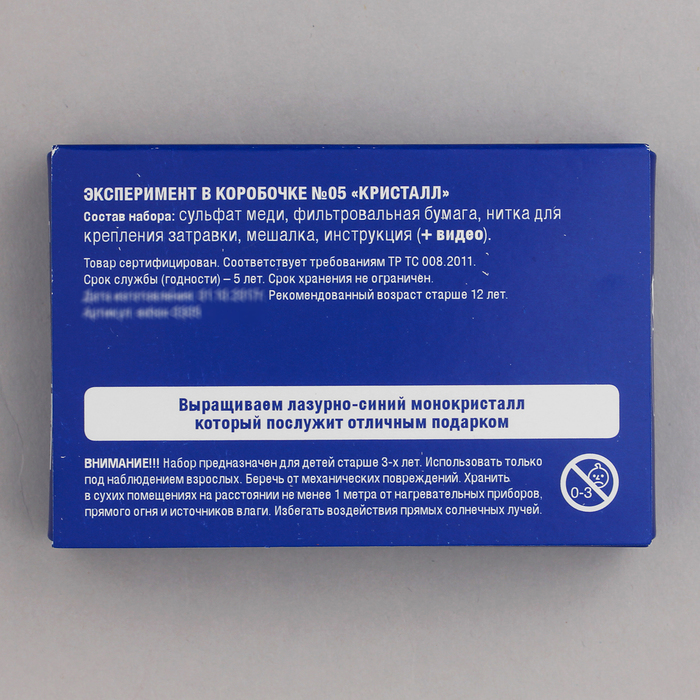 ЭКСПЕРИМЕНТ В КОРОБОЧКЕ №05 «КРИСТАЛЛ»
Состав набора: сульфат меди, фильтровальная бумага, нитка для
крепления затравки, мешалка, инструкция (+ видео).
Товар сертифицирован. Соответствует требованиям ТР ТС 008.2011.
Срок службы (годности) – 5 лет. Срок хранения не ограничен.
Рекомендованный возраст старше 12 лет.
Выращиваем лазурно-синий монокристалл
который послужит отличным подарком
ВНИМАНИЕ!!! Набор предназначен для детей старше 3-х лет. Использовать только
под наблюдением взрослых. Беречь от механических повреждений. Хранить
в сухих помещениях на расстоянии не менее 1 метра от нагревательных приборов,
прямого огня и источников влаги. Избегать воздействия прямых солнечных лучей.
0-3